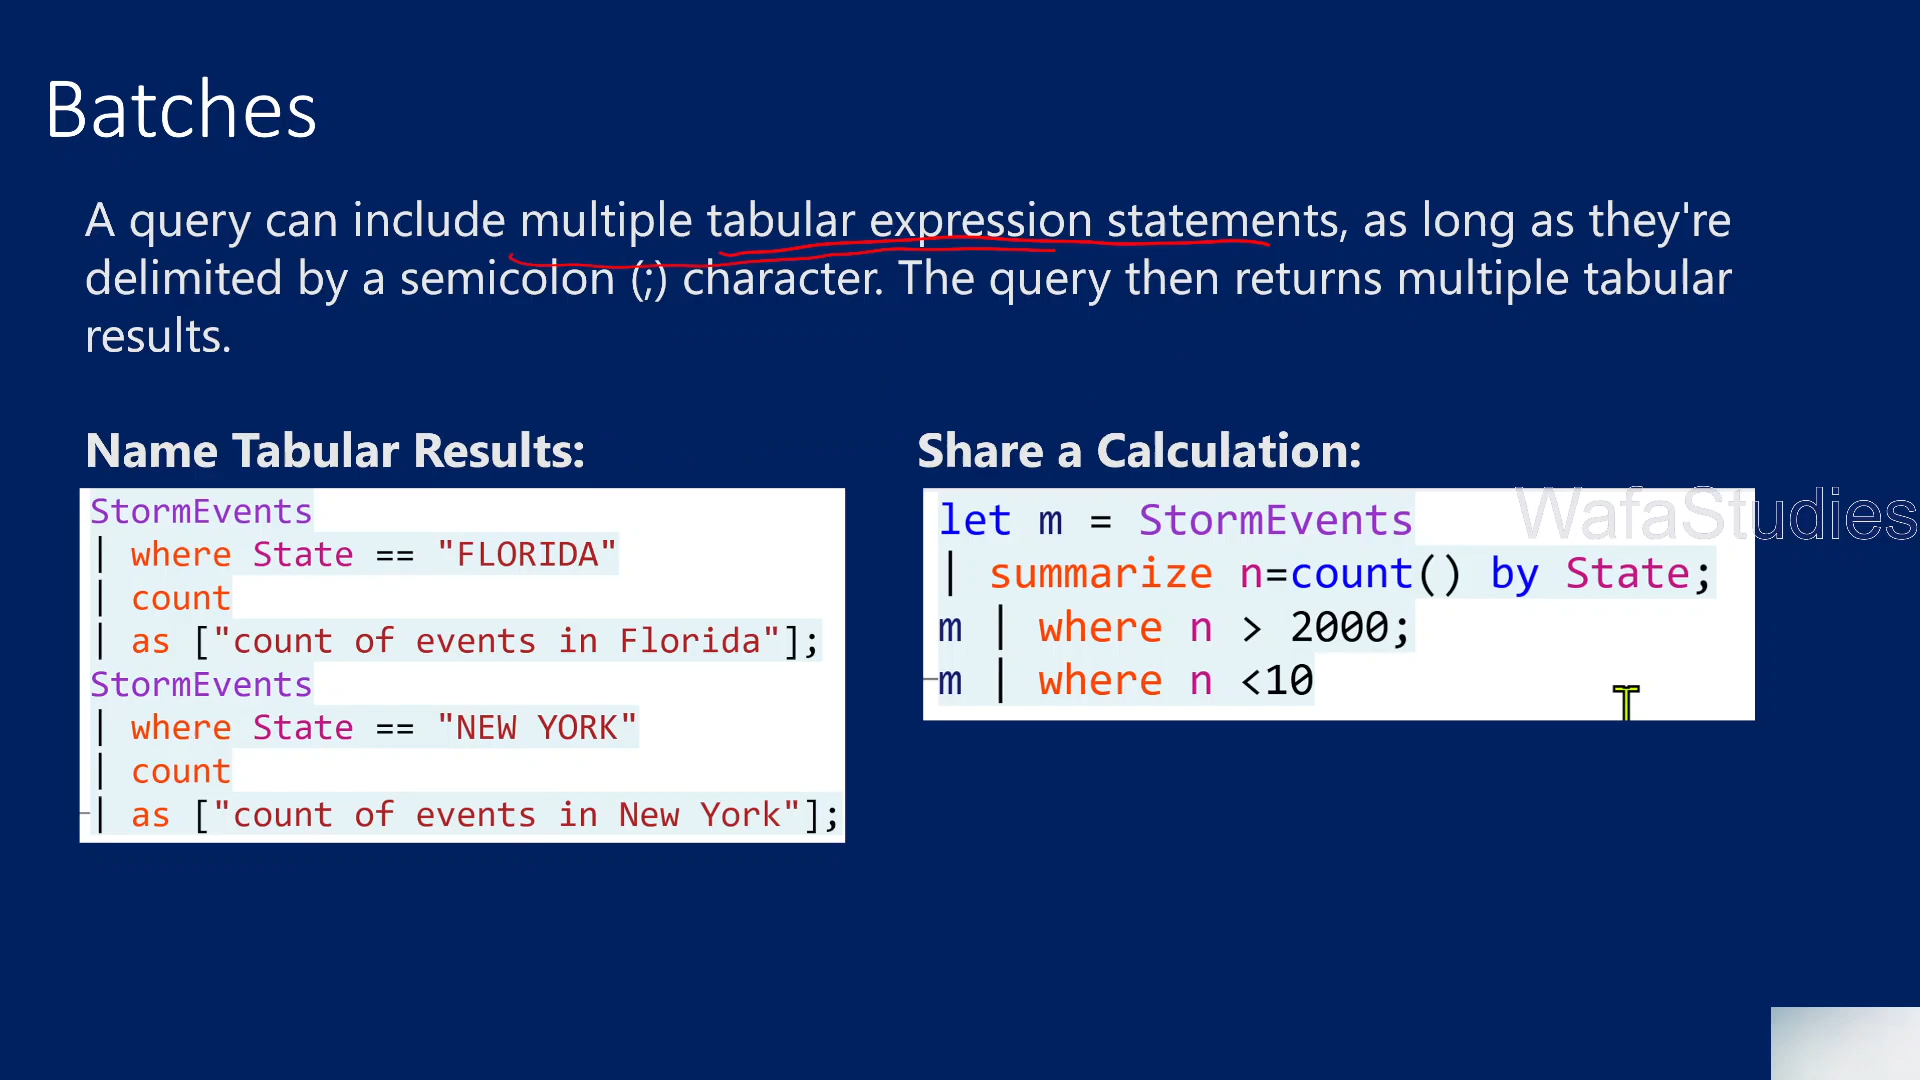 Batches
A query can include multiple tabular expression statements, as long as they're
delimited by a semicolon (;) character. The query then returns multiple tabular
results.
Name Tabular Results:
StormEvents
| where State == "FLORIDA"
| count
| as ["count of events in Florida"];
StormEvents
| where State == "NEW YORK"
| count
| as ["count of events in New York"];
Share a Calculation:
let m = StormEvents
| summarize n=count() by State;
m | where n > 2000;
m | where n <10
WafaStudies